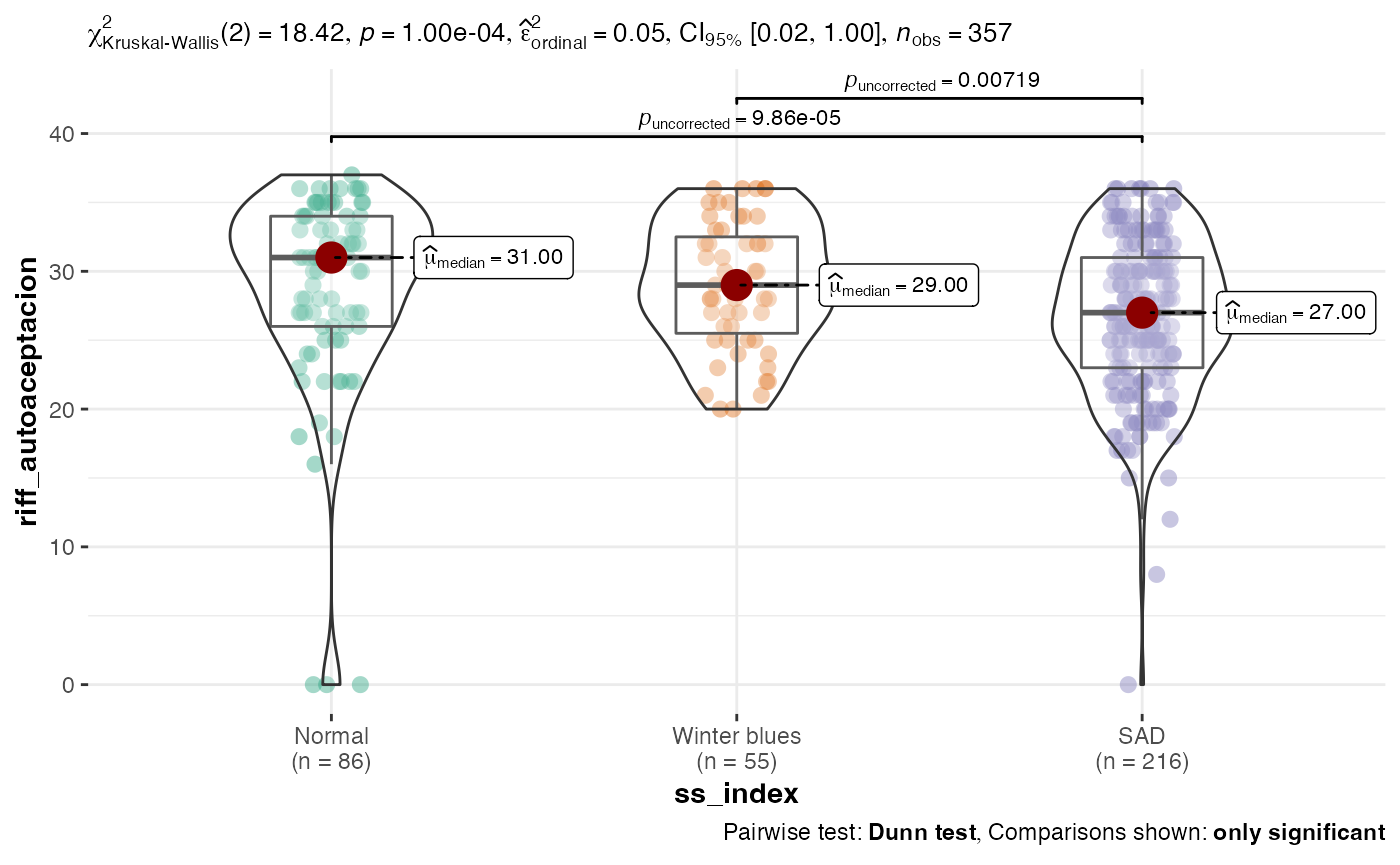 χ²Kruskal-Wallis(2) = 18.42, p = 1.00e-04, ε̂²ordinal = 0.05, CI95% [0.02, 1.00], nobs = 357
puncorrected = 0.00719
puncorrected = 9.86e-05
40
30
20
10
0
riff_autoaceptacion
μ̂median = 31.00
μ̂median = 29.00
μ̂median = 27.00
Normal
(n = 86)
Winter blues
(n = 55)
SAD
(n = 216)
ss_index
Pairwise test: Dunn test, Comparisons shown: only significant